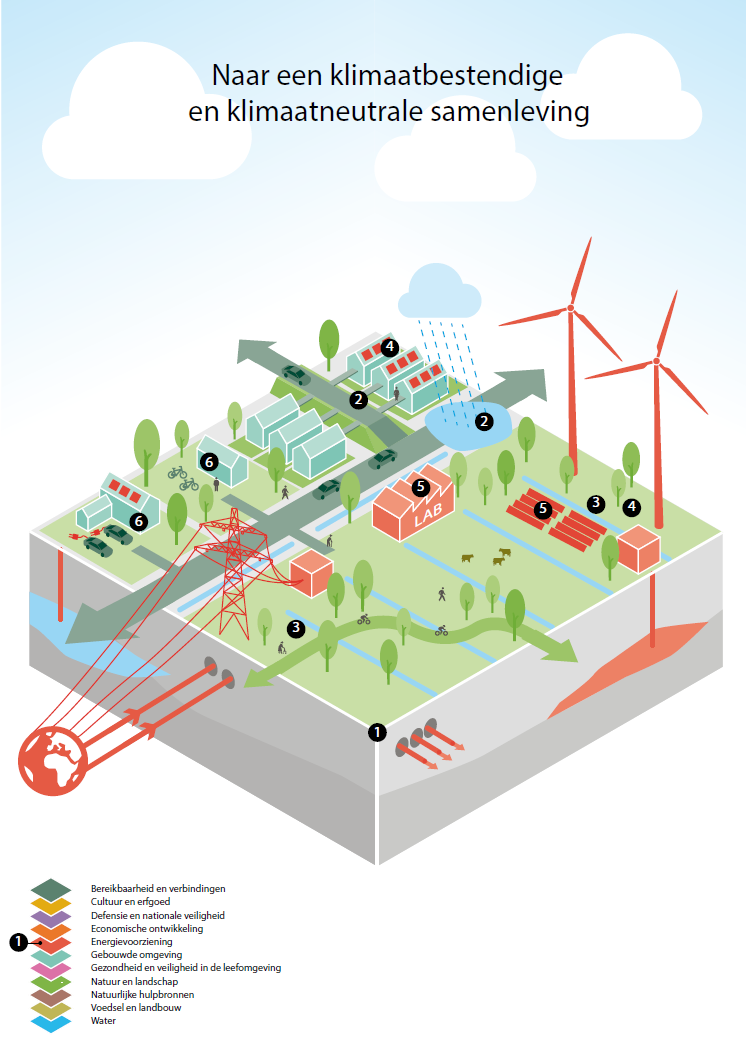 Naar een klimaatbestendige
en klimaatneutrale samenleving
4
2
2
6
5
5
3
4
6
LAB
3
1
Bereikbaarheid en verbindingen
Cultuur en erfgoed
Defensie en nationale veiligheid
Economische ontwikkeling
1 Energievoorziening
Gebouwde omgeving
Gezondheid en veiligheid in de leefomgeving
Natuur en landschap
Natuurlijke hulpbronnen
Voedsel en landbouw
Water